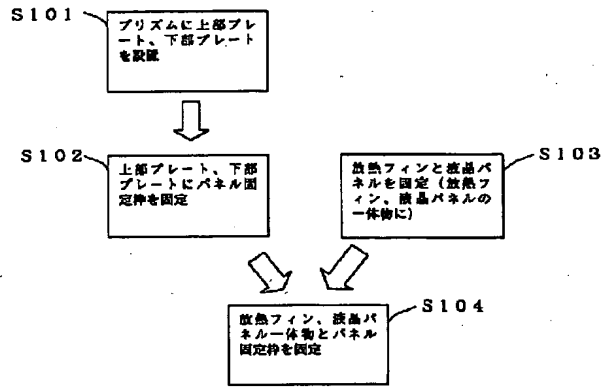 S101
プリズムに上部プレ
ート、下部プレート
を設置
S102
上部プレート、下部
プレートにパネル固
定枠を固定
S103
放熱フィンと液晶パ
ネルを固定（放熱フ
ィン、液晶パネルの
一体物に）
S104
放熱フィン、液晶パ
ネル一体物とパネル
固定枠を固定